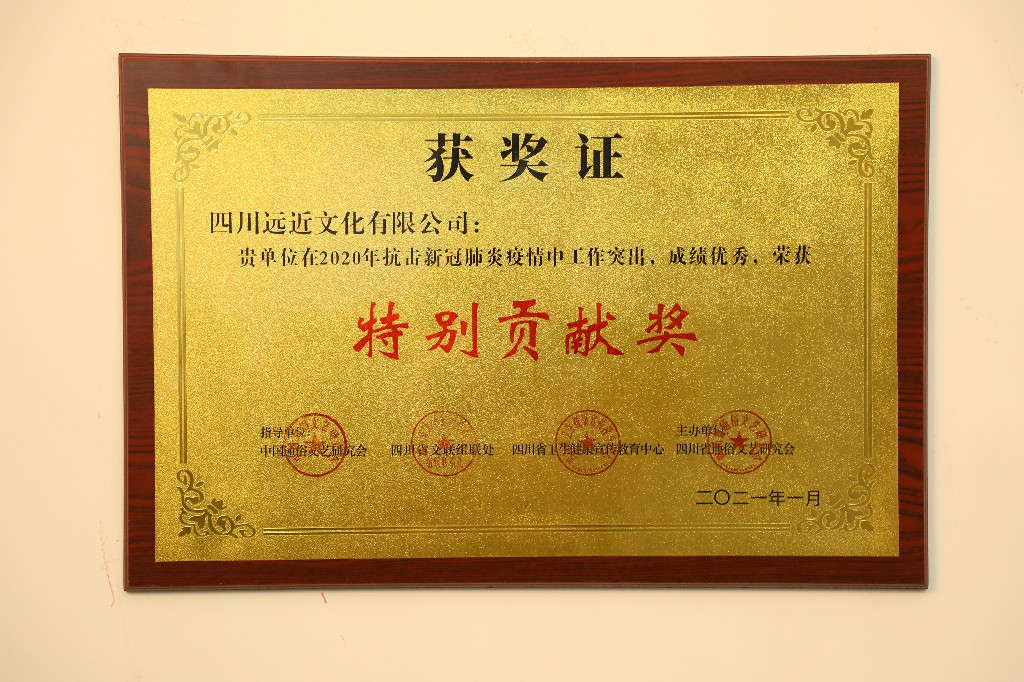 获奖证
四川远近文化有限公司：
贵单位在2020年抗击新冠肺炎疫情中工作突出，成绩优秀，荣获
特别贡献奖
指导单位： 主办单位：
中国通俗文艺研究会 四川省文联组联处 四川省卫生健康宣传教育中心 四川省通俗文艺研究会
二〇二一年一月